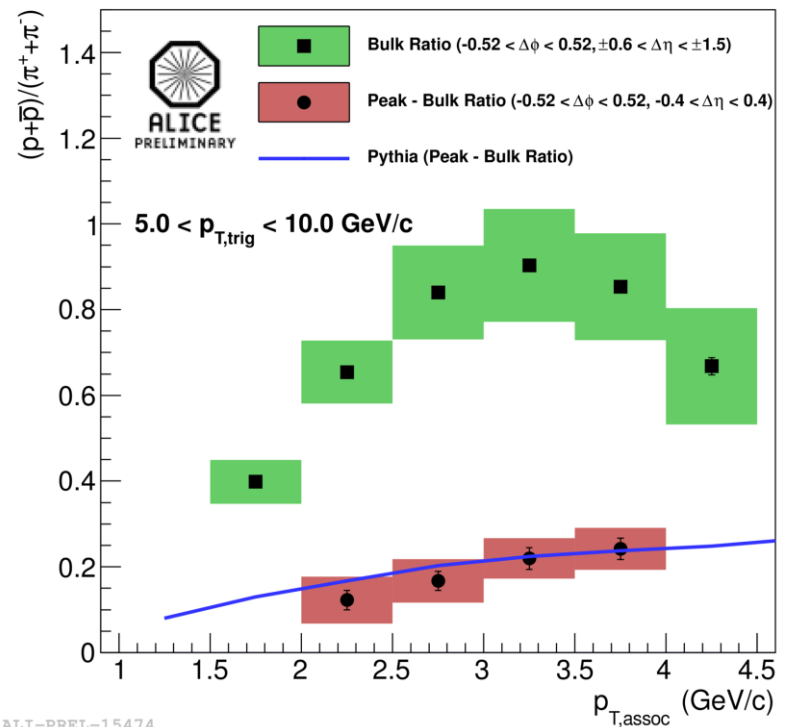 (p+p̅)/(π⁺+π⁻)
1.4
1.2
1
0.8
0.6
0.4
0.2
0
ALICE
PRELIMINARY
Bulk Ratio (-0.52 < Δϕ < 0.52, ±0.6 < Δη < ±1.5)
Peak - Bulk Ratio (-0.52 < Δϕ < 0.52, -0.4 < Δη < 0.4)
Pythia (Peak - Bulk Ratio)
5.0 < p_T,trig < 10.0 GeV/c
1 1.5 2 2.5 3 3.5 4 4.5
p_T,assoc (GeV/c)
ALI-PREL-15474